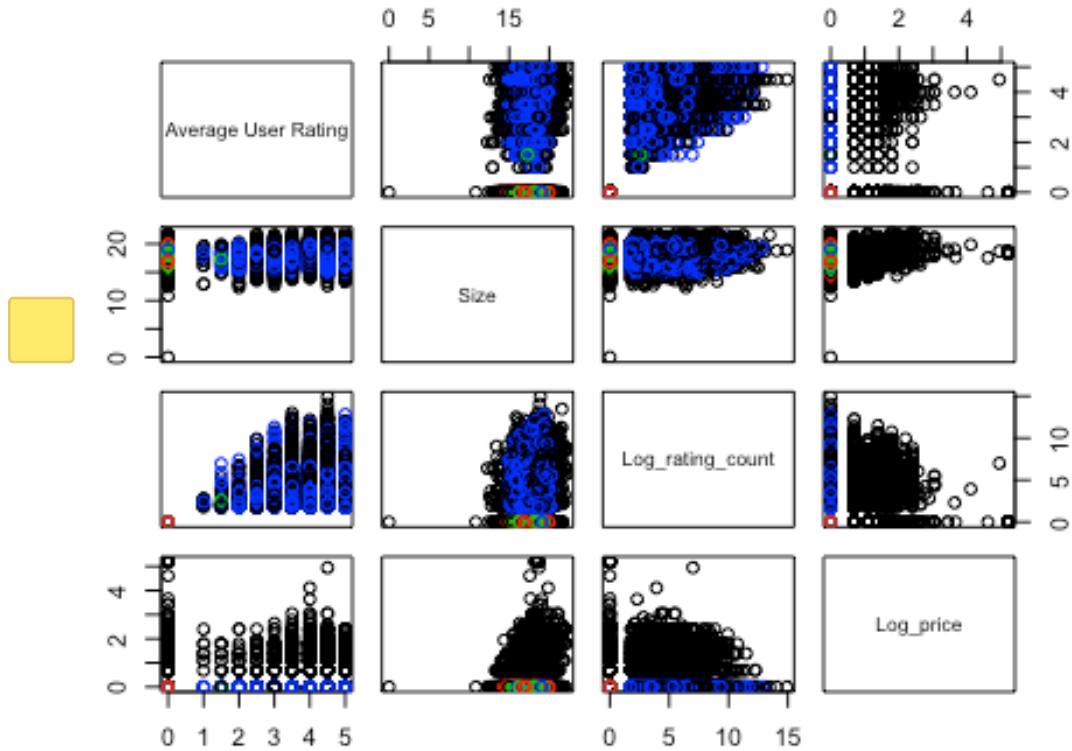 0 5 15
0 2 4
Average User Rating
0 2 4
0 10 20
Size
Log_rating_count
0 5 10
0 2 4
Log_price
0 1 2 3 4 5
0 5 10 15